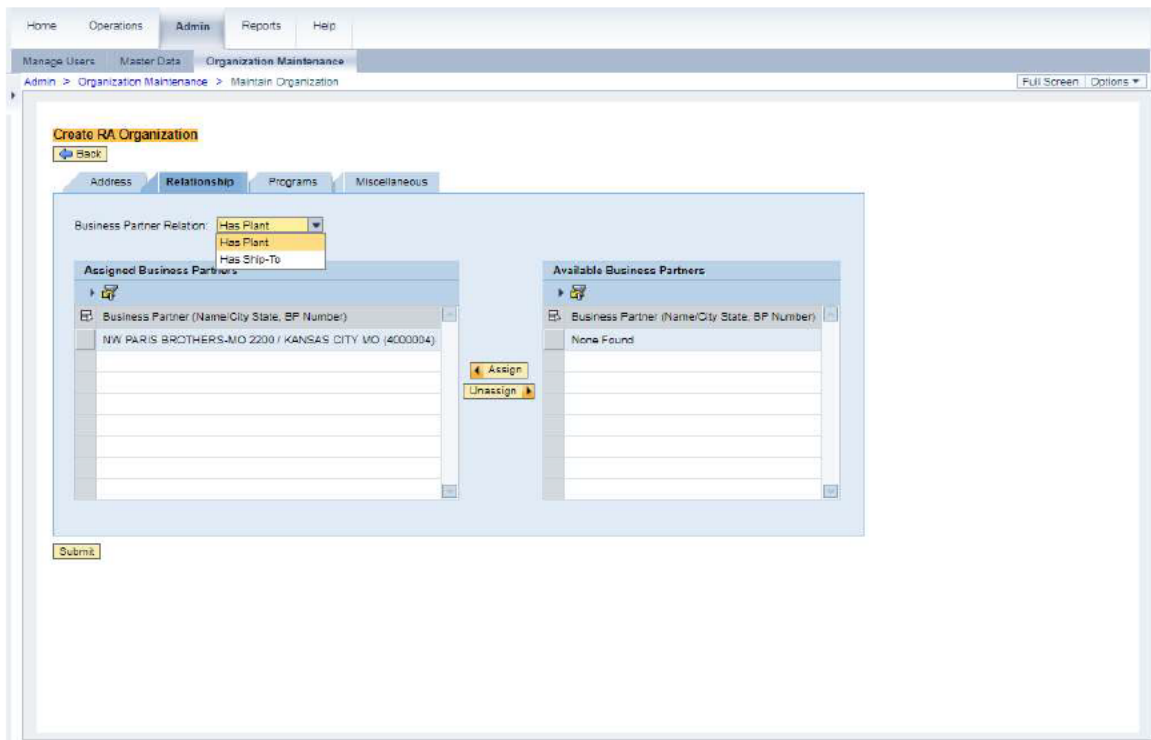 Home Operations Admin Reports Help
Manage Users Master Data Organization Maintenance
Admin > Organization Maintenance > Maintain Organization Full Screen Options
Create RA Organization
Back
Address Relationship Programs Miscellaneous
Business Partner Relation: Has Plant
Has Plant
Has Ship-To
Assigned Business Partners Available Business Partners
Business Partner (Name/City State, BP Number) Business Partner (Name/City State, BP Number)
NW PARIS BROTHERS-MO 2200 / KANSAS CITY MO (4000004) None Found
Assign
Unassign
Submit